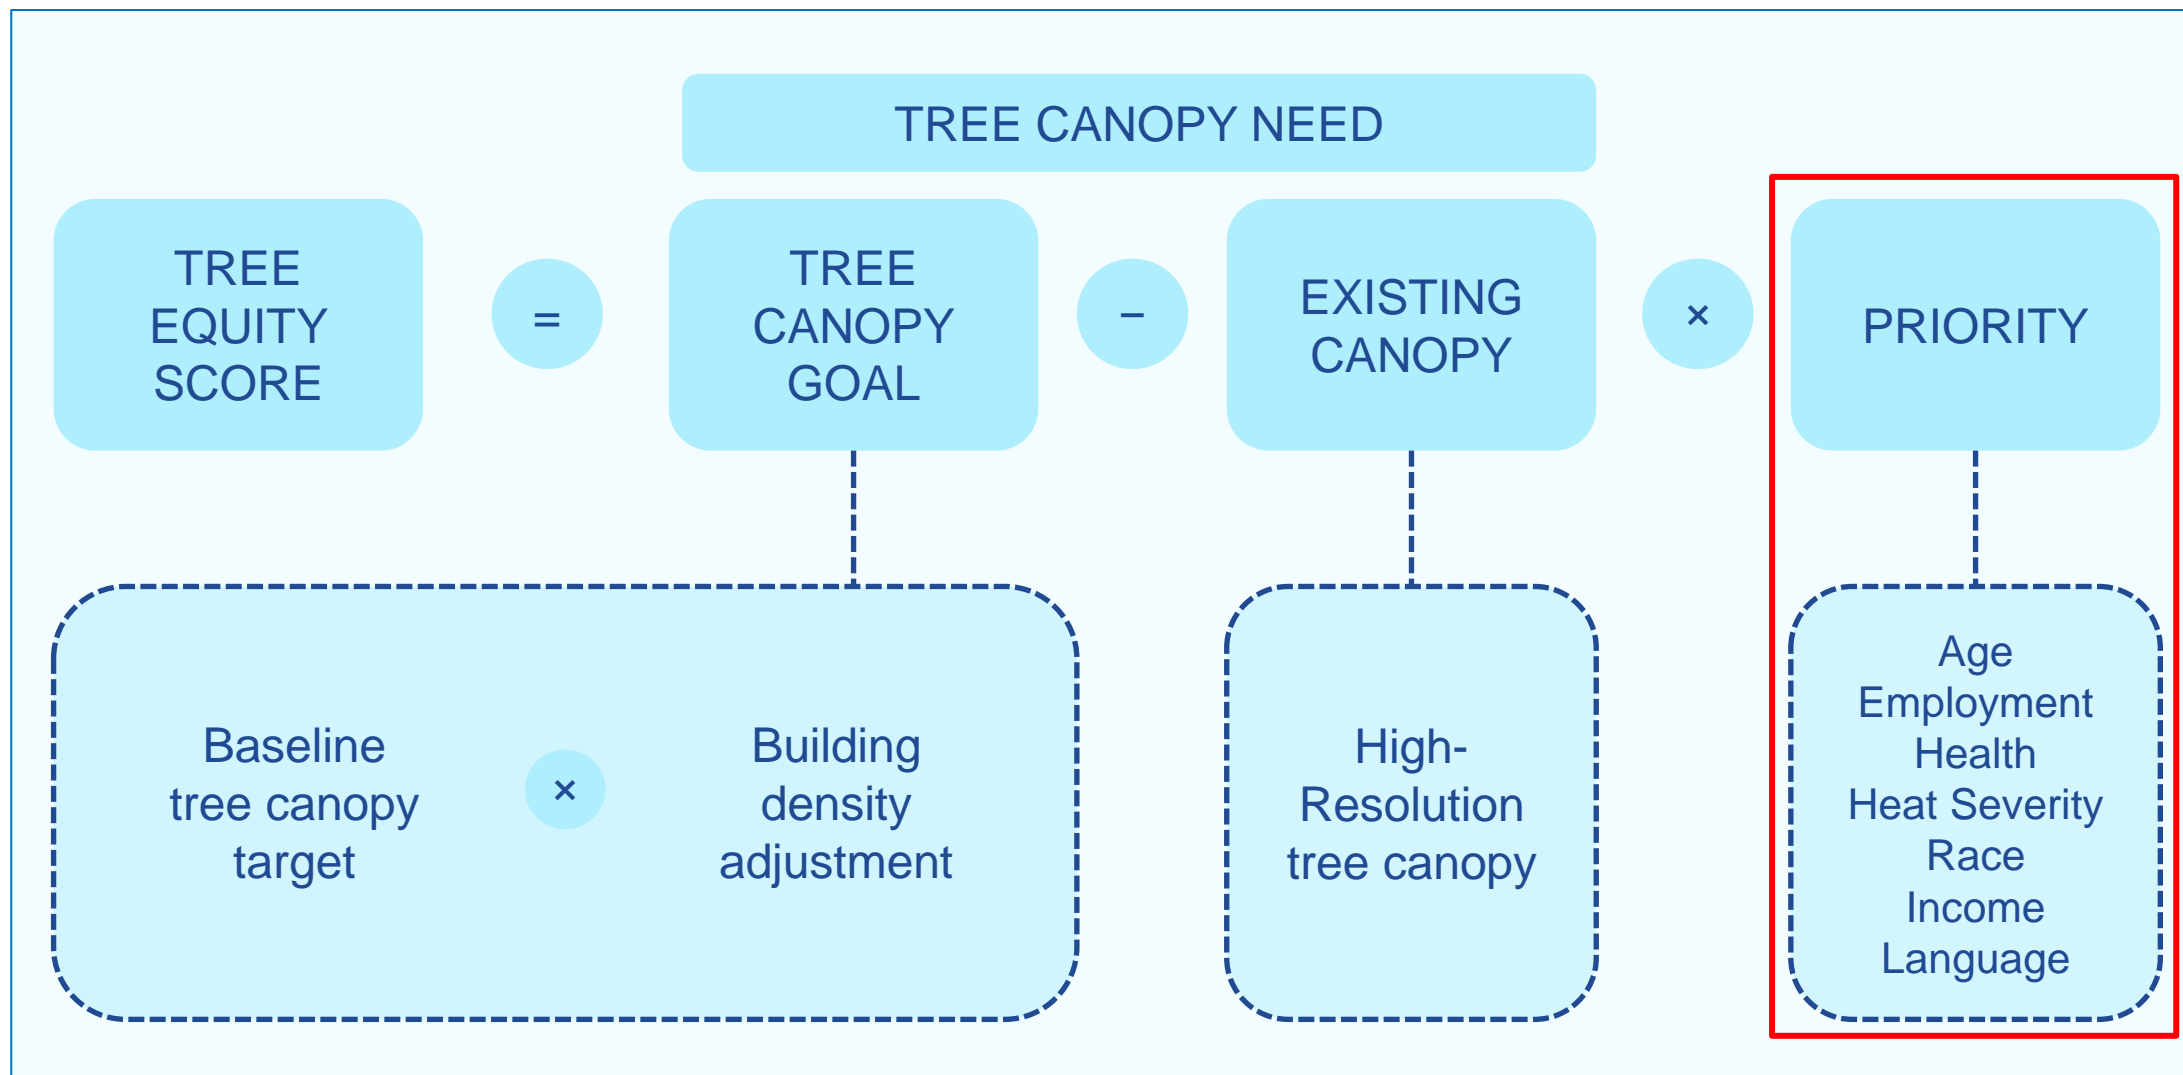 TREE CANOPY NEED
TREE
EQUITY
SCORE
=
TREE
CANOPY
GOAL
−
EXISTING
CANOPY
×
PRIORITY
Baseline
tree canopy
target
×
Building
density
adjustment
High-
Resolution
tree canopy
Age
Employment
Health
Heat Severity
Race
Income
Language